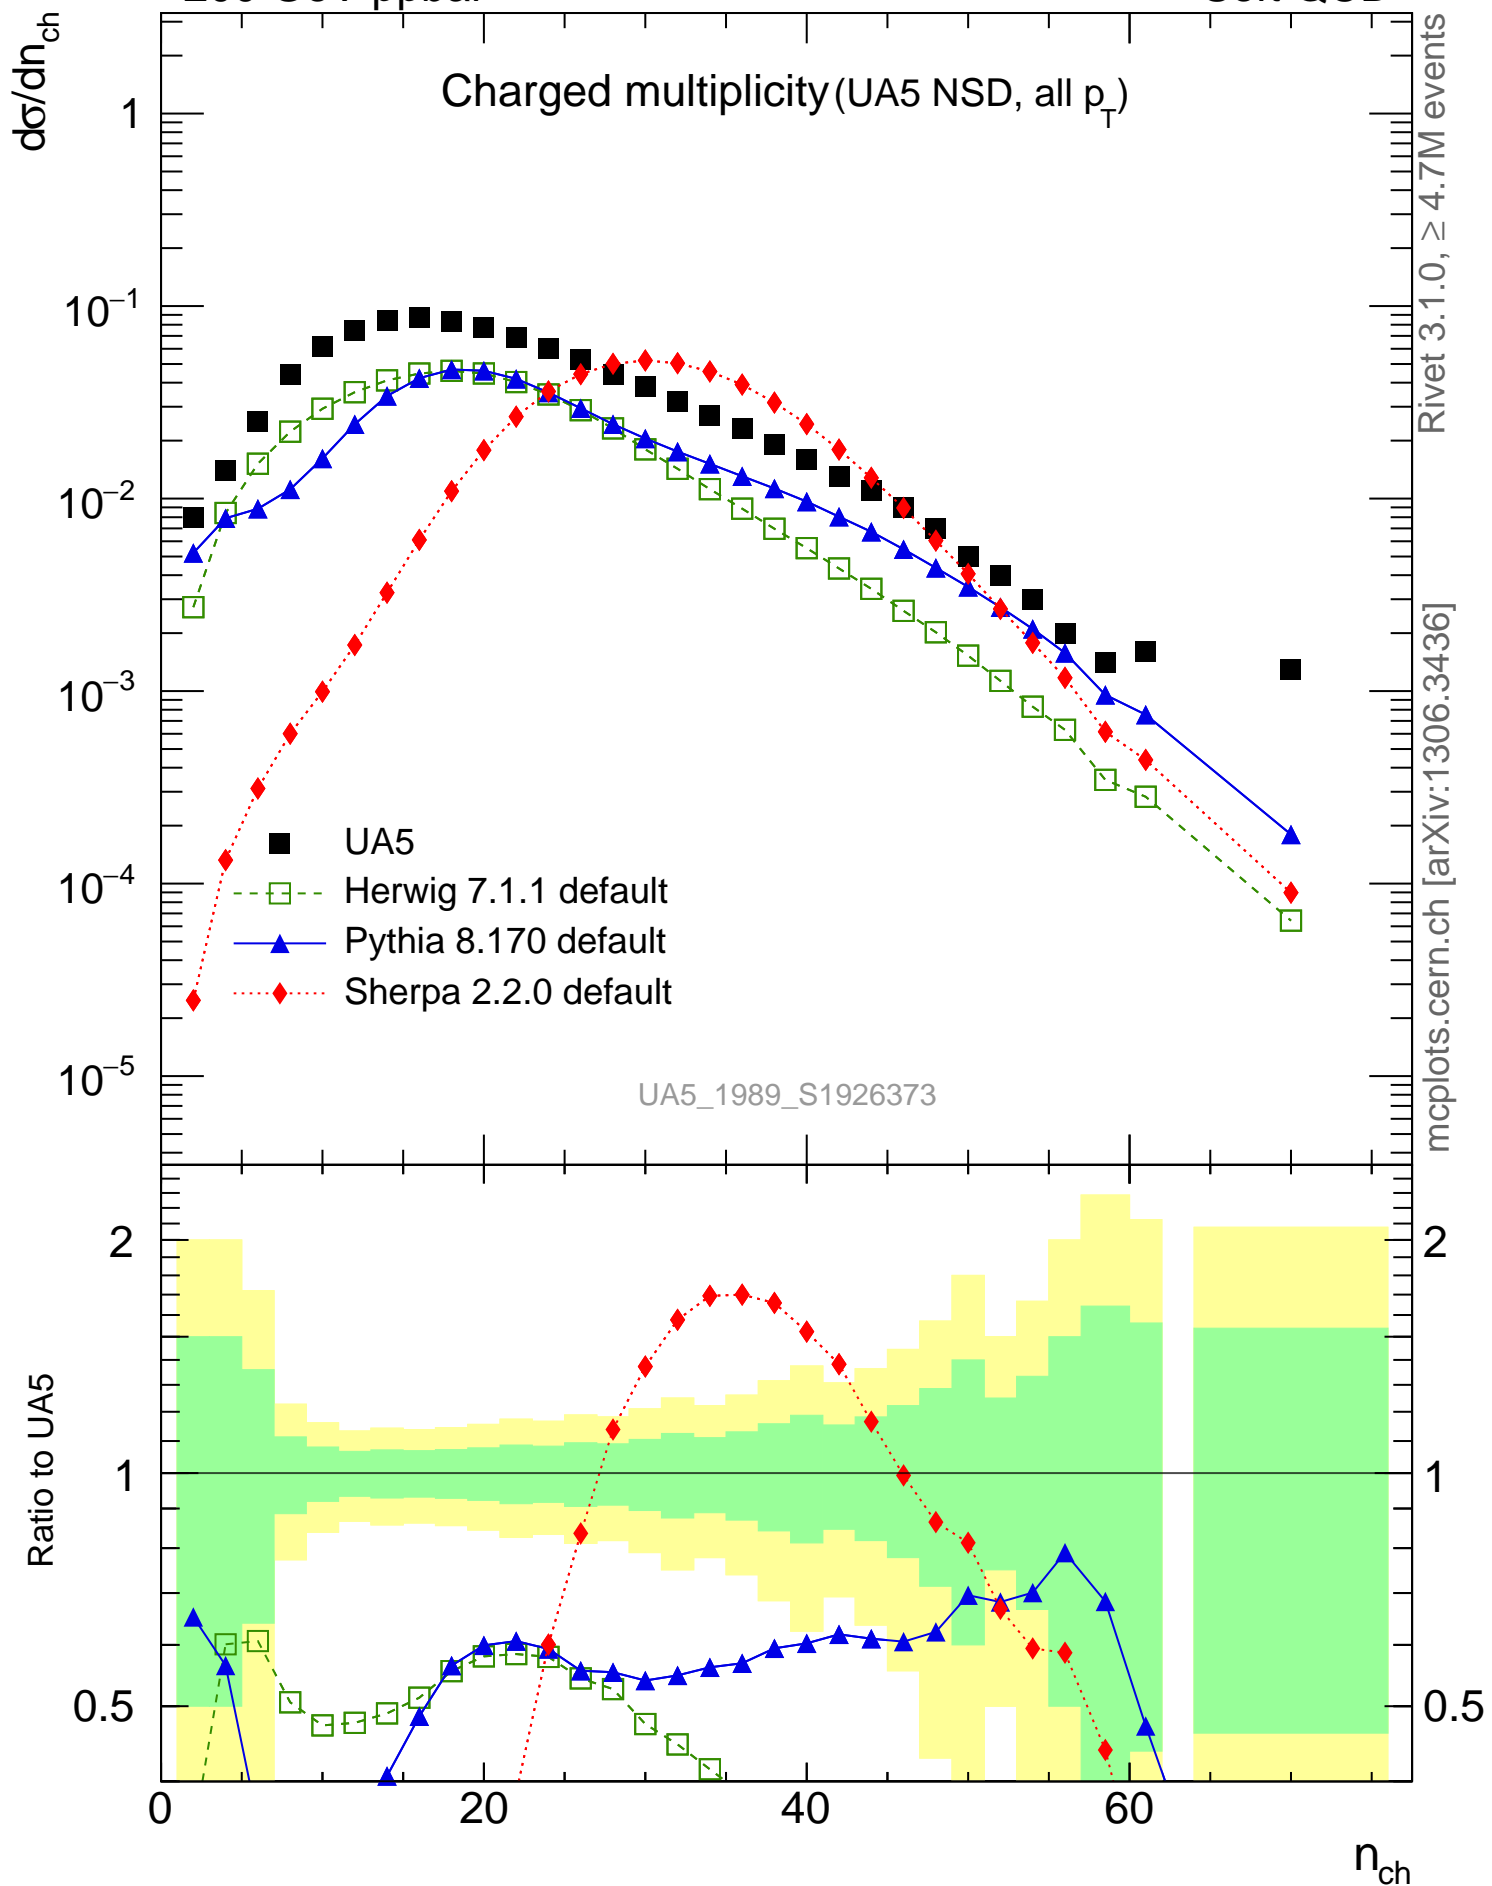 dσ/dn_ch
Charged multiplicity (UA5 NSD, all p_T)
1
10⁻¹
10⁻²
10⁻³
10⁻⁴
10⁻⁵
UA5
Herwig 7.1.1 default
Pythia 8.170 default
Sherpa 2.2.0 default
UA5_1989_S1926373
Rivet 3.1.0, ≥ 4.7M events
mcplots.cern.ch [arXiv:1306.3436]
Ratio to UA5
2
1
0.5
2
1
0.5
0
20
40
60
n_ch